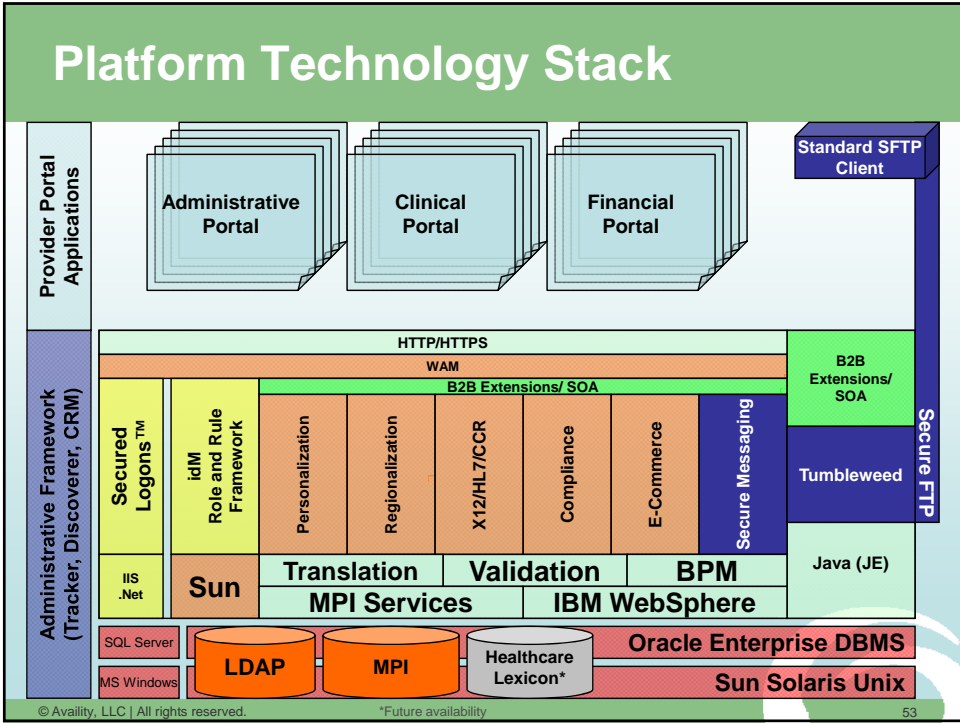 Platform Technology Stack
Provider Portal
Applications
Administrative
Portal
Clinical
Portal
Financial
Portal
Standard SFTP
Client
Secure FTP
Administrative Framework
(Tracker, Discoverer, CRM)
HTTP/HTTPS
WAM
B2B Extensions/ SOA
B2B
Extensions/
SOA
Secured
Logons™
idM
Role and Rule
Framework
Personalization
Regionalization
X12/HL7/CCR
Compliance
E-Commerce
Secure Messaging
Tumbleweed
IIS
.Net
Sun
Translation
Validation
BPM
MPI Services
IBM WebSphere
Java (JE)
SQL Server
Oracle Enterprise DBMS
LDAP
MPI
Healthcare
Lexicon*
MS Windows
Sun Solaris Unix
© Availity, LLC | All rights reserved.
*Future availability
53